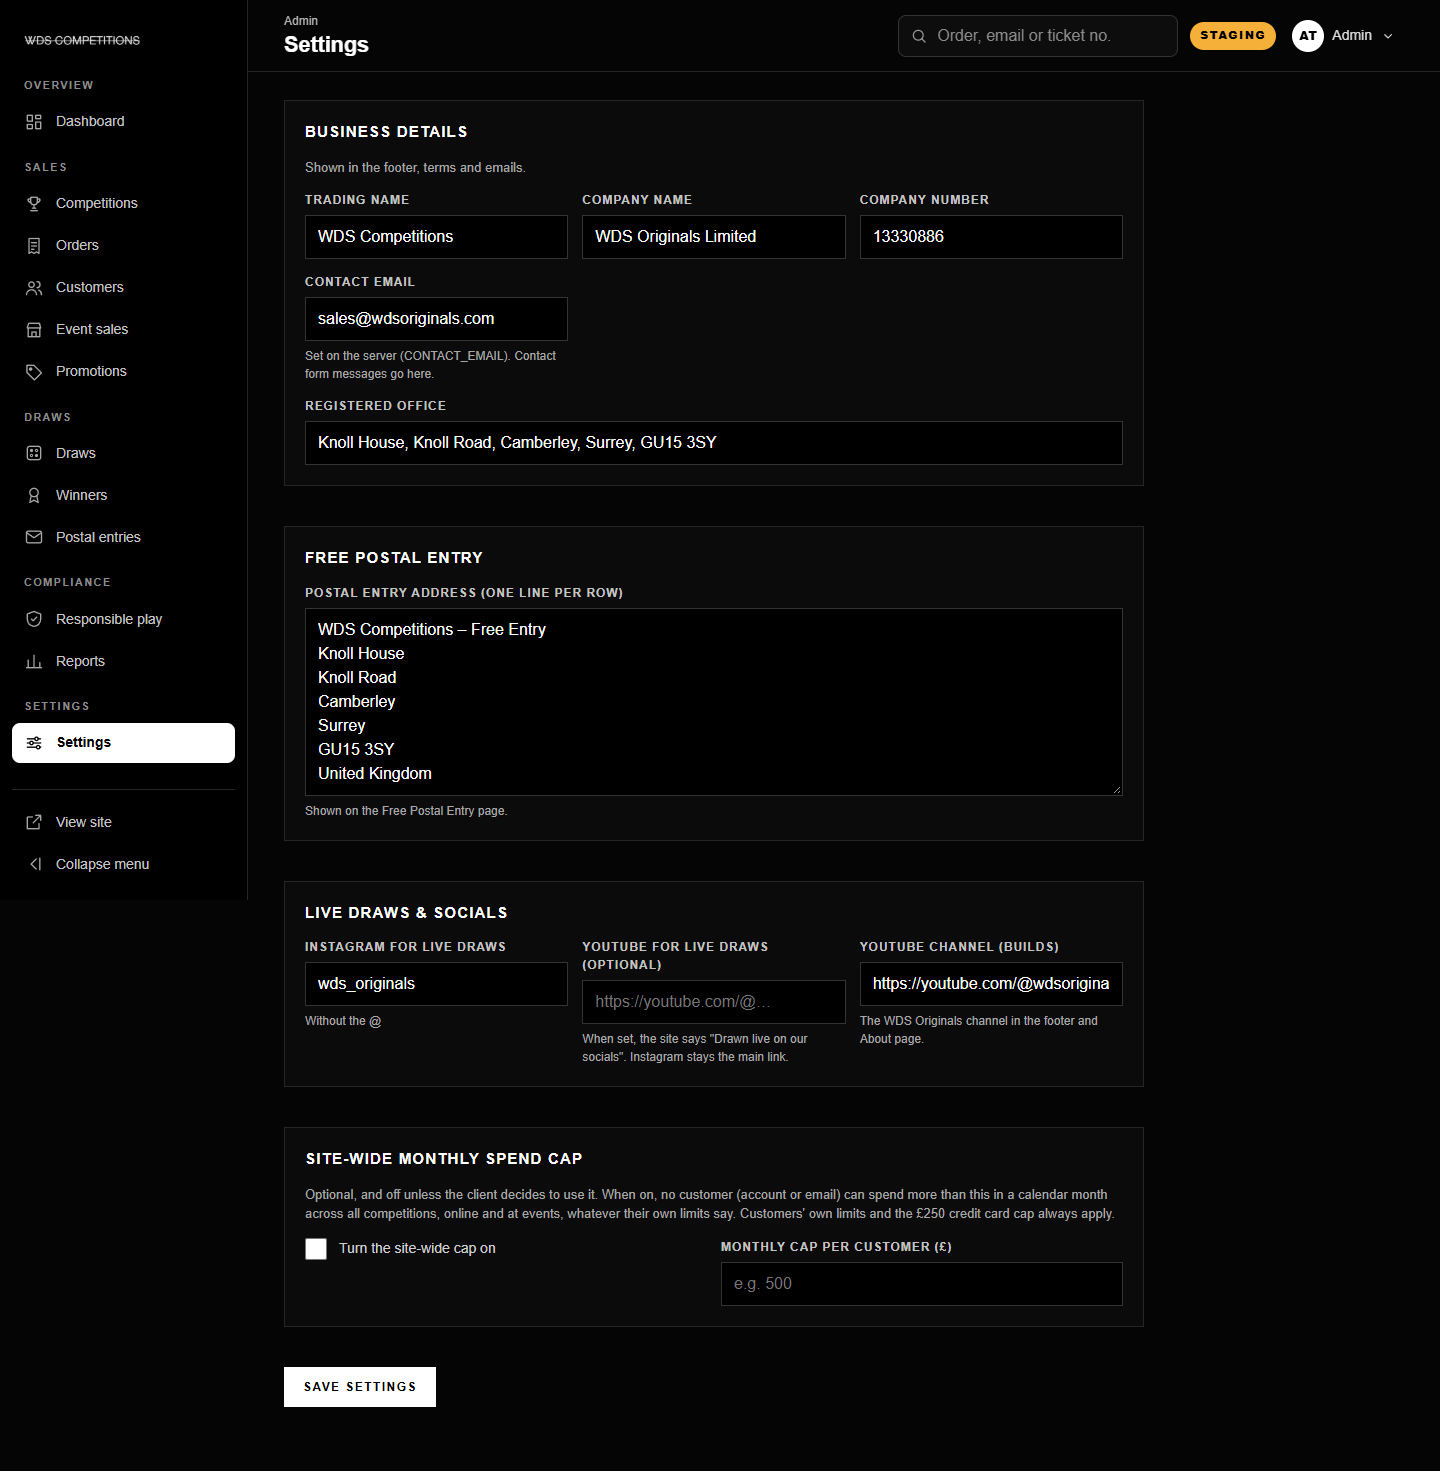 WDS COMPETITIONS
OVERVIEW
Dashboard
SALES
Competitions
Orders
Customers
Event sales
Promotions
DRAWS
Draws
Winners
Postal entries
COMPLIANCE
Responsible play
Reports
SETTINGS
Settings
View site
Collapse menu
Admin
Settings
Order, email or ticket no.
STAGING
AT
Admin
BUSINESS DETAILS
Shown in the footer, terms and emails.
TRADING NAME
WDS Competitions
COMPANY NAME
WDS Originals Limited
COMPANY NUMBER
13330886
CONTACT EMAIL
sales@wdsoriginals.com
Set on the server (CONTACT_EMAIL). Contact
form messages go here.
REGISTERED OFFICE
Knoll House, Knoll Road, Camberley, Surrey, GU15 3SY
FREE POSTAL ENTRY
POSTAL ENTRY ADDRESS (ONE LINE PER ROW)
WDS Competitions – Free Entry
Knoll House
Knoll Road
Camberley
Surrey
GU15 3SY
United Kingdom
Shown on the Free Postal Entry page.
LIVE DRAWS & SOCIALS
INSTAGRAM FOR LIVE DRAWS
wds_originals
Without the @
YOUTUBE FOR LIVE DRAWS
(OPTIONAL)
https://youtube.com/@...
When set, the site says "Drawn live on our
socials". Instagram stays the main link.
YOUTUBE CHANNEL (BUILDS)
https://youtube.com/@wdsorigina
The WDS Originals channel in the footer and
About page.
SITE-WIDE MONTHLY SPEND CAP
Optional, and off unless the client decides to use it. When on, no customer (account or email) can spend more than this in a calendar month
across all competitions, online and at events, whatever their own limits say. Customers' own limits and the £250 credit card cap always apply.
Turn the site-wide cap on
MONTHLY CAP PER CUSTOMER (£)
e.g. 500
SAVE SETTINGS